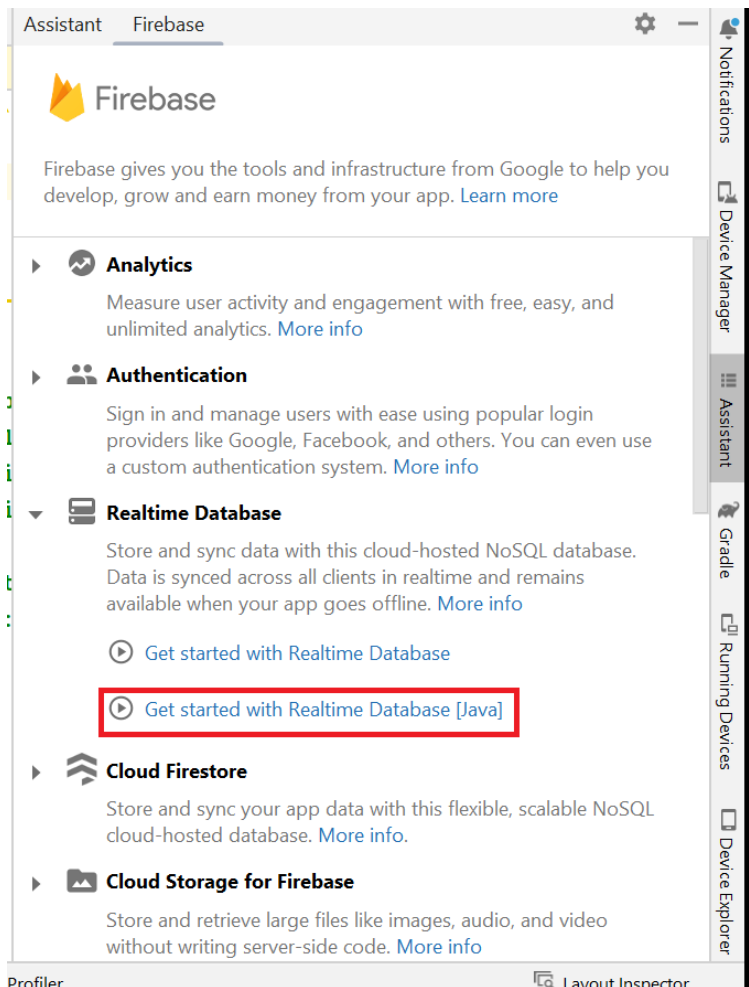 Assistant Firebase
Firebase
Firebase gives you the tools and infrastructure from Google to help you
develop, grow and earn money from your app. Learn more
Analytics
Measure user activity and engagement with free, easy, and
unlimited analytics. More info
Authentication
Sign in and manage users with ease using popular login
providers like Google, Facebook, and others. You can even use
a custom authentication system. More info
Realtime Database
Store and sync data with this cloud-hosted NoSQL database.
Data is synced across all clients in realtime and remains
available when your app goes offline. More info
Get started with Realtime Database
Get started with Realtime Database [Java]
Cloud Firestore
Store and sync your app data with this flexible, scalable NoSQL
cloud-hosted database. More info.
Cloud Storage for Firebase
Store and retrieve large files like images, audio, and video
without writing server-side code. More info
Profiler
Layout Inspector
Notifications
Device Manager
Assistant
Gradle
Running Devices
Device Explorer